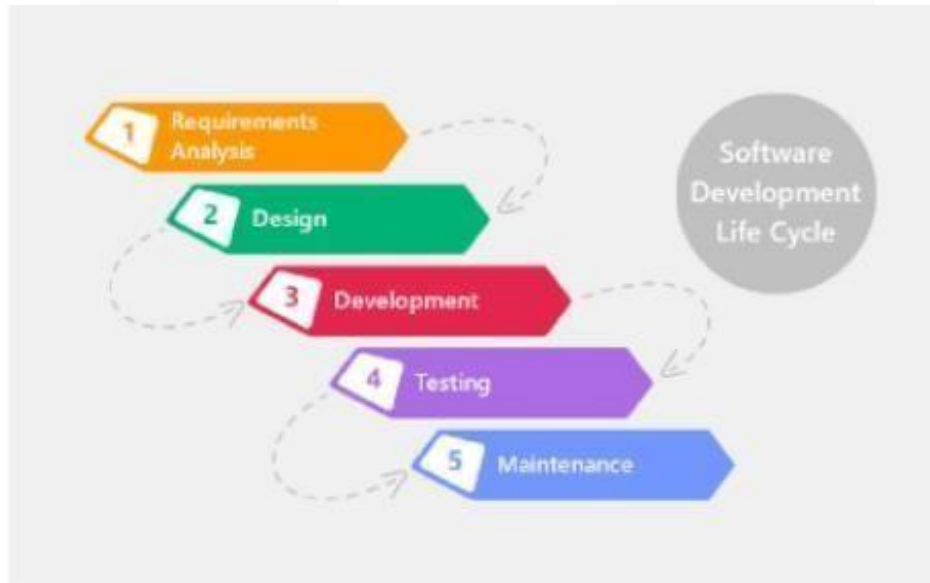 1
Requirements
Analysis
2
Design
3
Development
4
Testing
5
Maintenance
Software
Development
Life Cycle